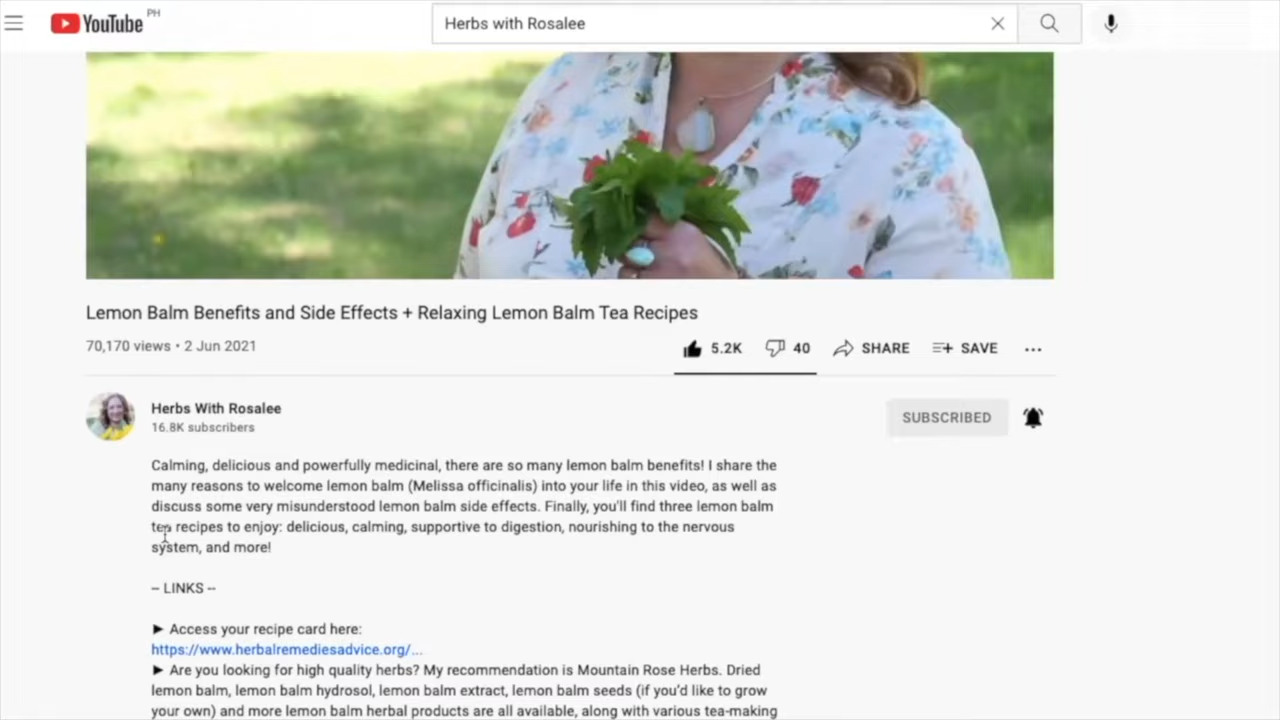 YouTube PH
Herbs with Rosalee
Lemon Balm Benefits and Side Effects + Relaxing Lemon Balm Tea Recipes
70,170 views • 2 Jun 2021
5.2K 40 SHARE SAVE
Herbs With Rosalee
16.8K subscribers
SUBSCRIBED
Calming, delicious and powerfully medicinal, there are so many lemon balm benefits! I share the
many reasons to welcome lemon balm (Melissa officinalis) into your life in this video, as well as
discuss some very misunderstood lemon balm side effects. Finally, you'll find three lemon balm
tea recipes to enjoy: delicious, calming, supportive to digestion, nourishing to the nervous
system, and more!
-- LINKS --
► Access your recipe card here:
https://www.herbalremediesadvice.org/...
► Are you looking for high quality herbs? My recommendation is Mountain Rose Herbs. Dried
lemon balm, lemon balm hydrosol, lemon balm extract, lemon balm seeds (if you'd like to grow
your own) and more lemon balm herbal products are all available, along with various tea-making